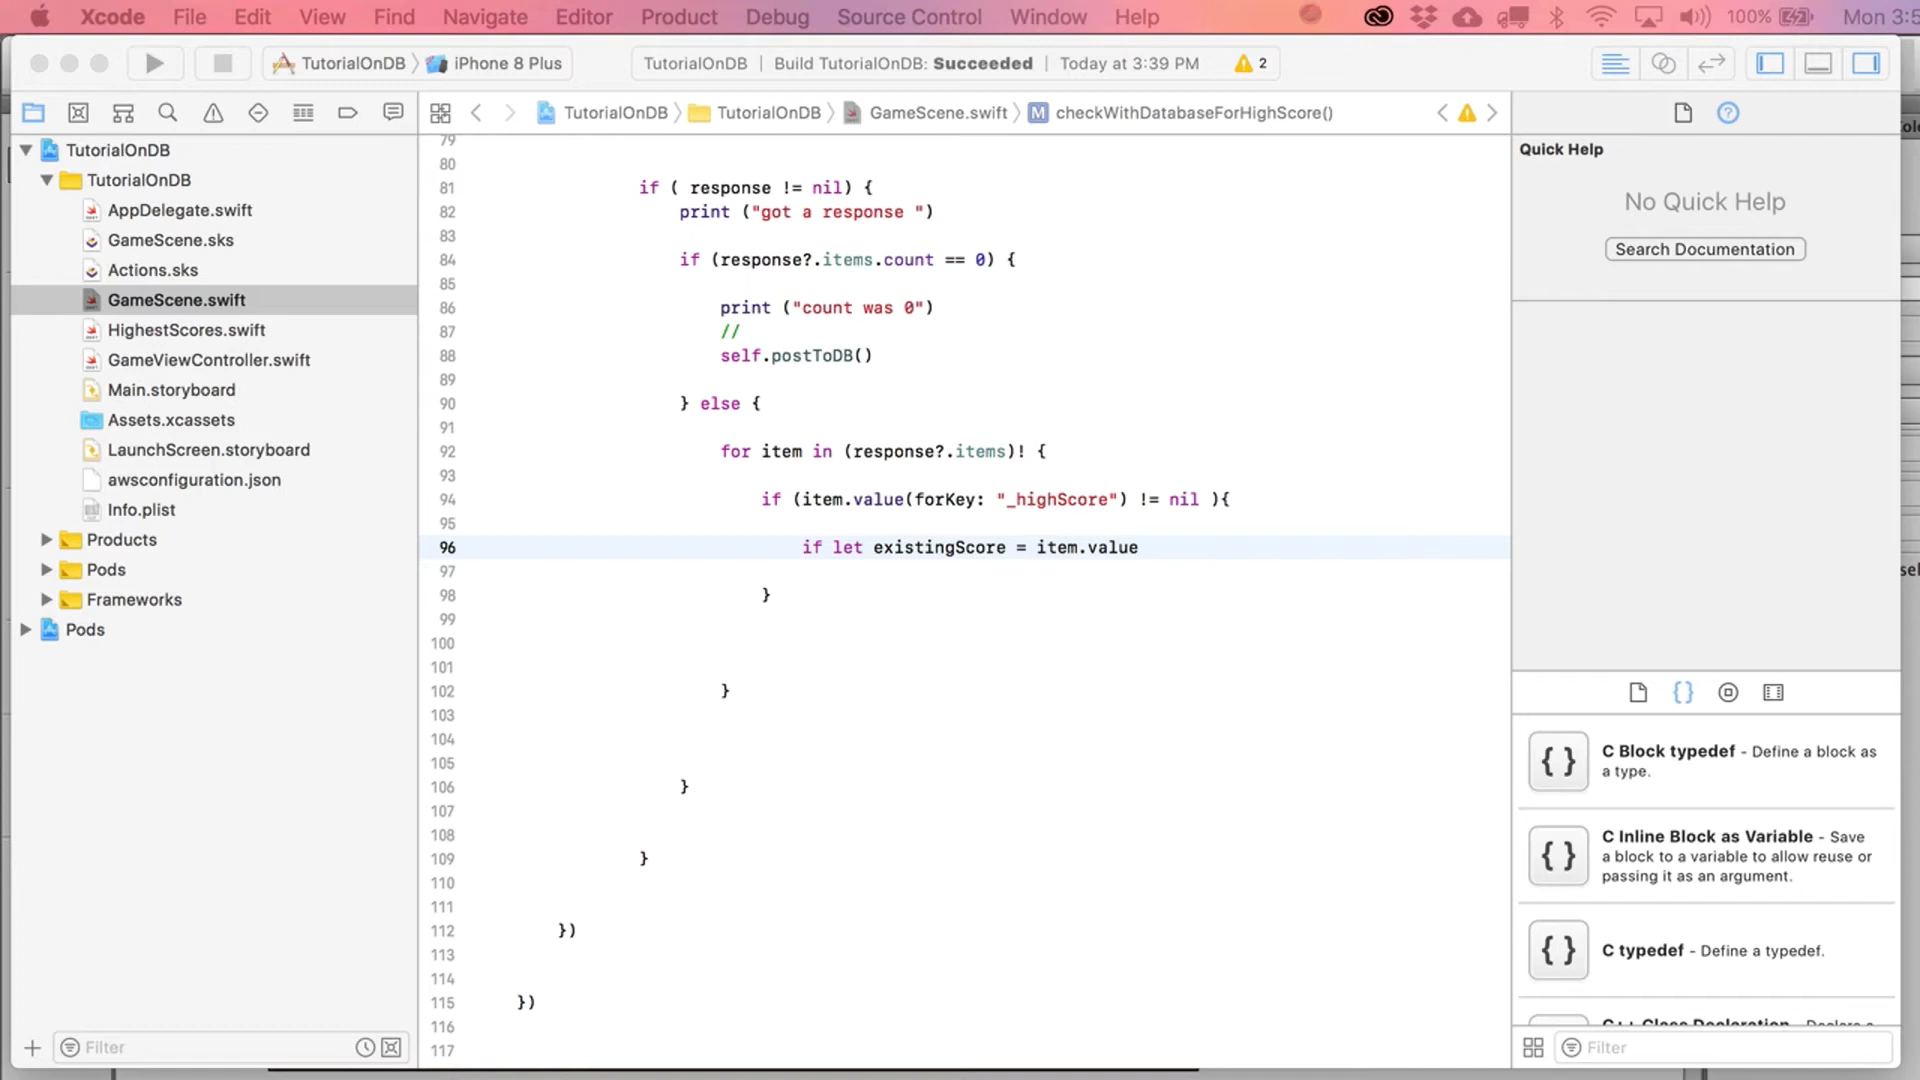 Xcode File Edit View Find Navigate Editor Product Debug Source Control Window Help 100% Mon 3:5
TutorialOnDB iPhone 8 Plus TutorialOnDB | Build TutorialOnDB: Succeeded | Today at 3:39 PM 2
TutorialOnDB TutorialOnDB GameScene.swift M checkWithDatabaseForHighScore()
TutorialOnDB
TutorialOnDB
AppDelegate.swift
GameScene.sks
Actions.sks
GameScene.swift
HighestScores.swift
GameViewController.swift
Main.storyboard
Assets.xcassets
LaunchScreen.storyboard
awsconfiguration.json
Info.plist
Products
Pods
Frameworks
Pods
Filter
79
80
81 if ( response != nil) {
82 print ("got a response ")
83
84 if (response?.items.count == 0) {
85
86 print ("count was 0")
87 //
88 self.postToDB()
89
90 } else {
91
92 for item in (response?.items)! {
93
94 if (item.value(forKey: "_highScore") != nil ){
95
96 if let existingScore = item.value
97
98 }
99
100
101
102 }
103
104
105
106 }
107
108
109 }
110
111
112 })
113
114
115 })
116
117
Quick Help
No Quick Help
Search Documentation
{ } C Block typedef - Define a block as
a type.
{ } C Inline Block as Variable - Save
a block to a variable to allow reuse or
passing it as an argument.
{ } C typedef - Define a typedef.
C++ Class Declaration - Declare a
Filter